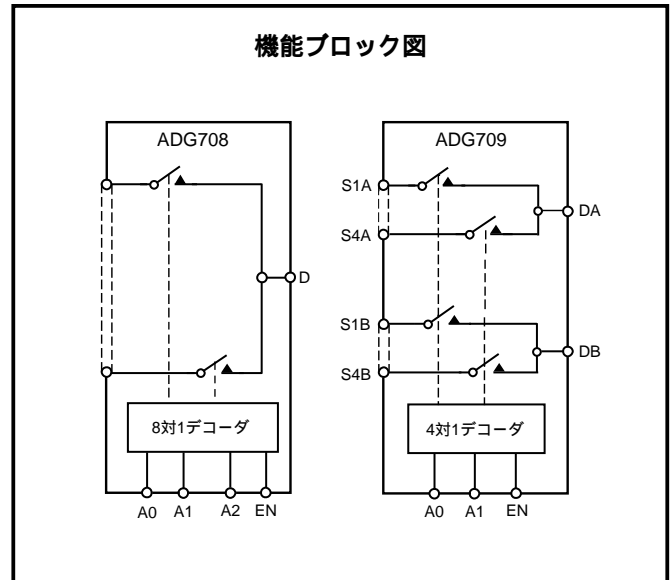 機能ブロック図
ADG708
D
8対1デコーダ
A0 A1 A2 EN
ADG709
S1A
DA
S4A
S1B
DB
S4B
4対1デコーダ
A0 A1 EN